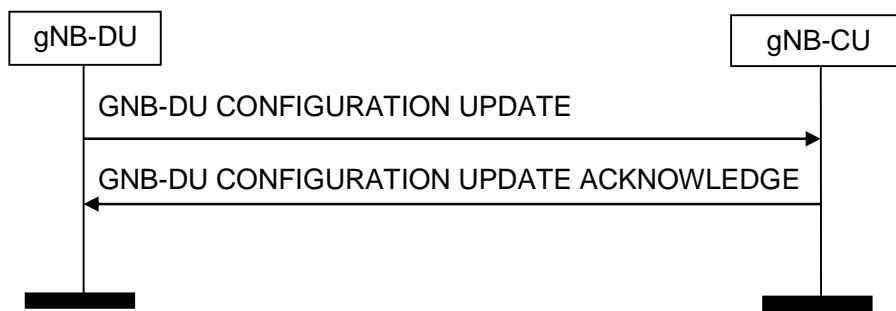 gNB-DU
gNB-CU
GNB-DU CONFIGURATION UPDATE
GNB-DU CONFIGURATION UPDATE ACKNOWLEDGE